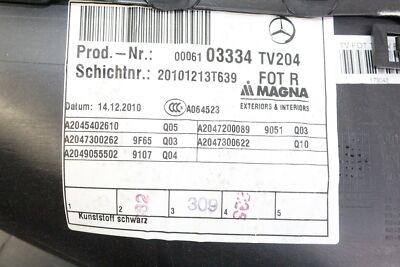 Prod.-Nr.: 00061 03334 TV204
Schichtnr.: 20101213T639 FOT R
MAGNA
EXTERIORS & INTERIORS
Datum: 14.12.2010 CCC A064523
A2045402610 Q05 A2047200089 9051 Q03
A2047300262 9F65 Q03 A2047300622 Q10
A2049055502 9107 Q04
1 2 3 309 4 5
Kunststoff schwarz